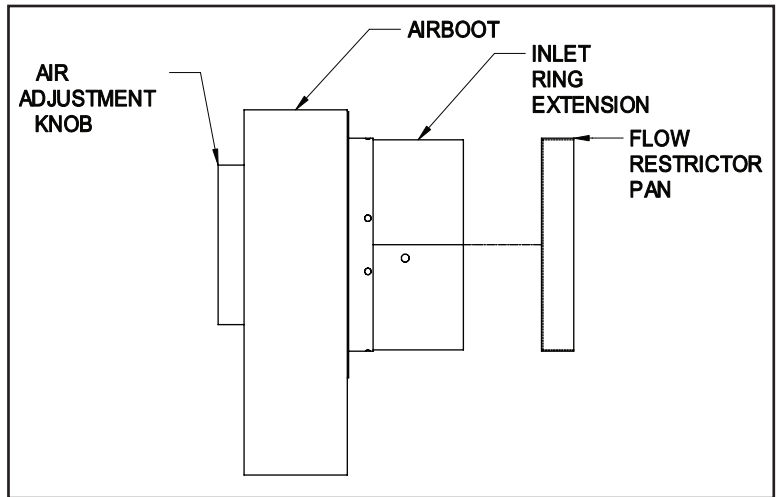 AIRBOOT
AIR
ADJUSTMENT
KNOB
INLET
RING
EXTENSION
FLOW
RESTRICTOR
PAN